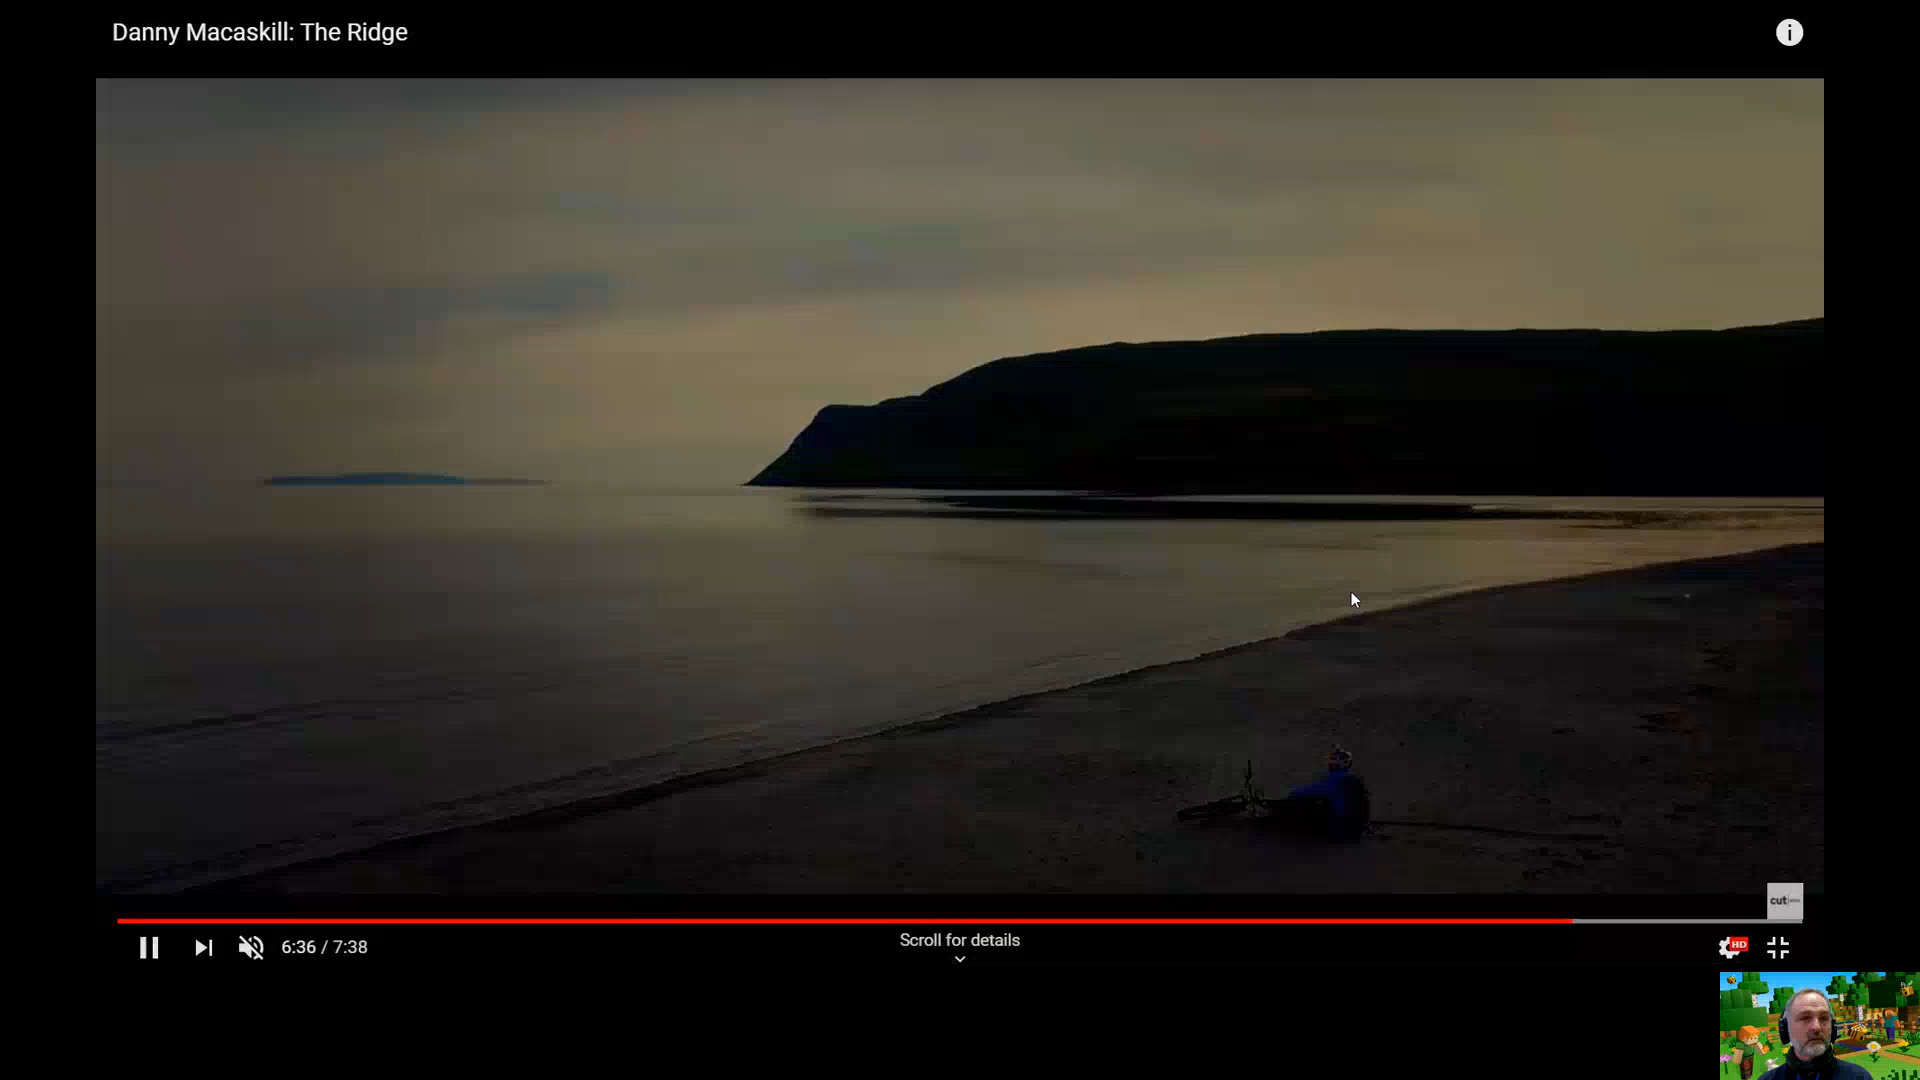 Danny Macaskill: The Ridge
i
cut
6:36 / 7:38
Scroll for details
HD